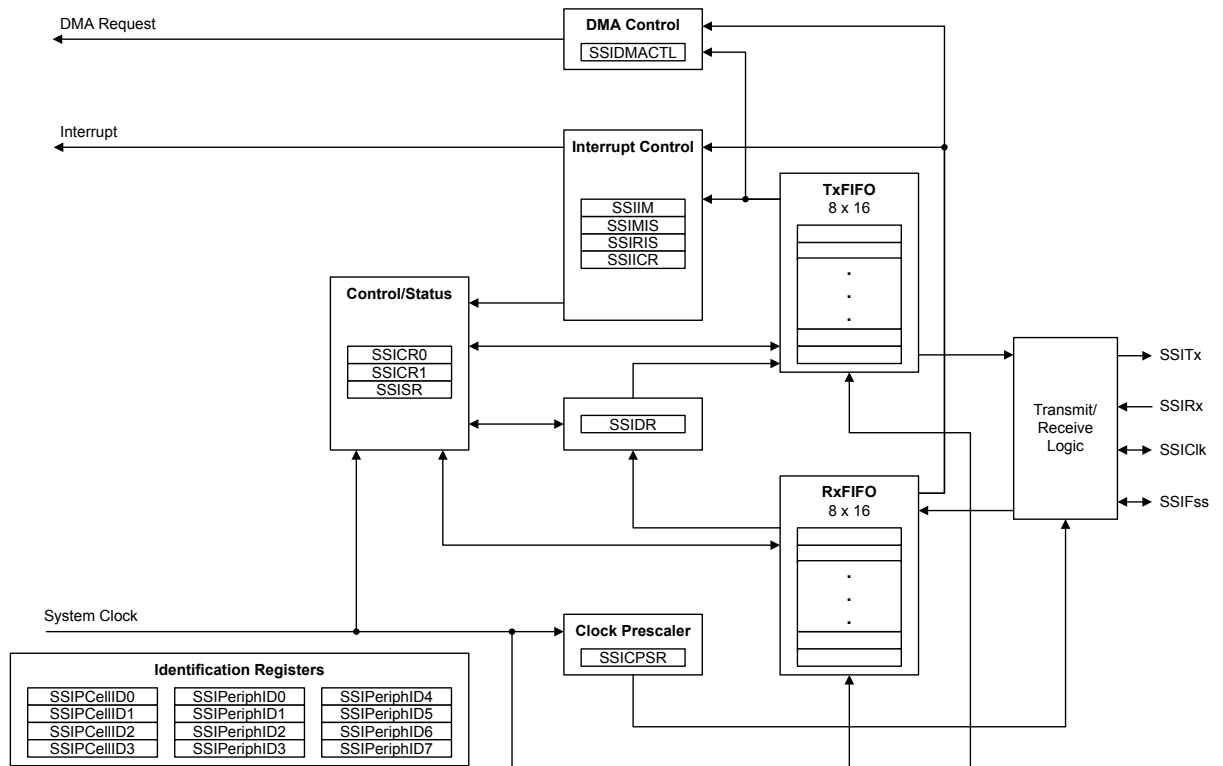 DMA Request
DMA Control
SSIDMACTL
Interrupt
Interrupt Control
SSIIM
SSIMIS
SSIRIS
SSIICR
TxFIFO
8 x 16
.
.
.
Control/Status
SSICR0
SSICR1
SSISR
SSIDR
Transmit/
Receive
Logic
SSITx
SSIRx
SSIClk
SSIFss
RxFIFO
8 x 16
.
.
.
System Clock
Clock Prescaler
SSICPSR
Identification Registers
SSIPCellID0
SSIPCellID1
SSIPCellID2
SSIPCellID3
SSIPeriphID0
SSIPeriphID1
SSIPeriphID2
SSIPeriphID3
SSIPeriphID4
SSIPeriphID5
SSIPeriphID6
SSIPeriphID7